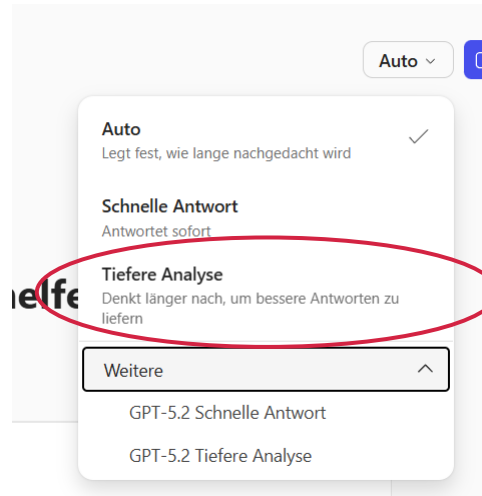 Auto
Auto
Legt fest, wie lange nachgedacht wird
Schnelle Antwort
Antwortet sofort
Tiefere Analyse
Denkt länger nach, um bessere Antworten zu
liefern
elfe
Weitere
GPT-5.2 Schnelle Antwort
GPT-5.2 Tiefere Analyse